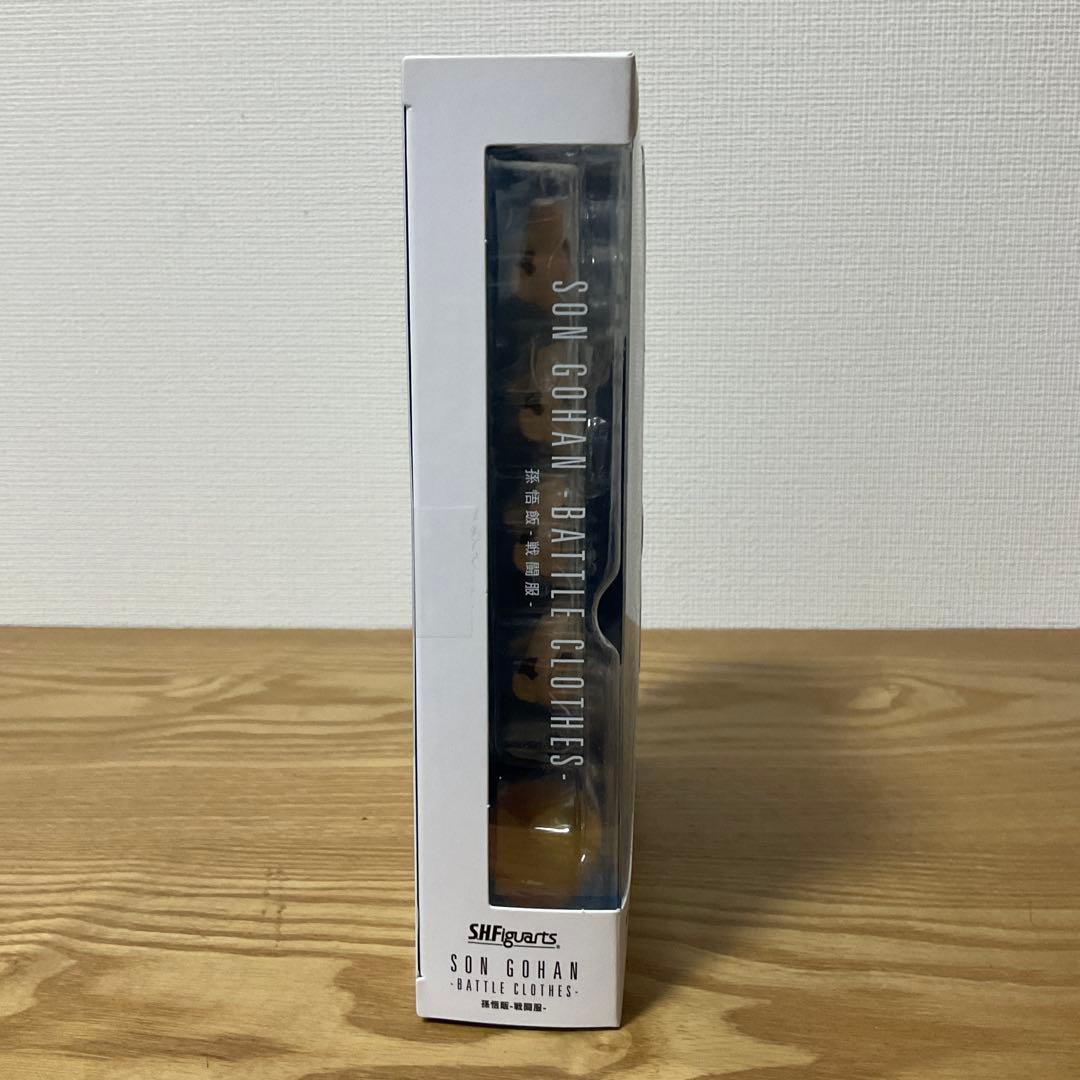 SON GOHAN -BATTLE CLOTHES-
孫悟飯-戦闘服-
S.H.Figuarts
SON GOHAN
-BATTLE CLOTHES-
孫悟飯-戦闘服-